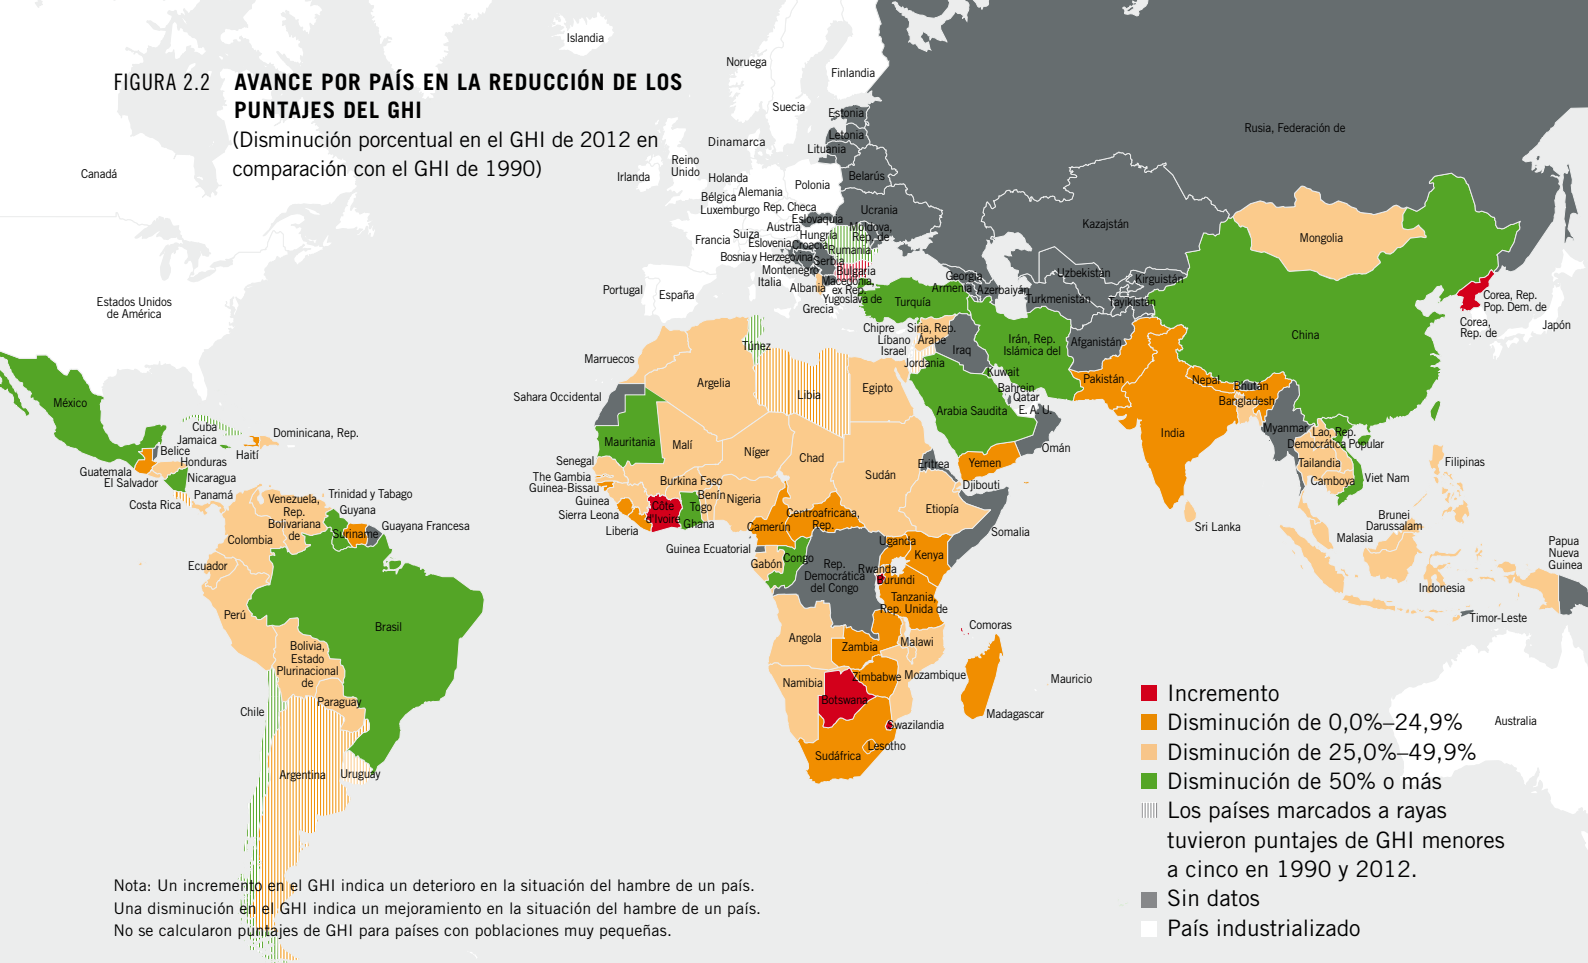 FIGURA 2.2 AVANCE POR PAÍS EN LA REDUCCIÓN DE LOS
PUNTAJES DEL GHI
(Disminución porcentual en el GHI de 2012 en
comparación con el GHI de 1990)
Islandia
Noruega
Finlandia
Suecia
Estonia
Letonia
Lituania
Dinamarca
Rusia, Federación de
Canadá
Reino
Unido
Irlanda
Holanda
Belarús
Polonia
Alemania
Bélgica
Luxemburgo
Rep. Checa
Ucrania
Eslovaquia
Austria
Moldova,
Rep. de
Kazajstán
Suiza
Hungría
Francia
Eslovenia
Croacia
Rumania
Mongolia
Bosnia y Herzegovina
Serbia
Montenegro
Bulgaria
Italia
Albania
Macedonia,
ex Rep.
Yugoslava de
Georgia
Armenia
Azerbaiyán
Uzbekistán
Kirguistán
Turkmenistán
Tayikistán
Portugal
España
Grecia
Turquía
Estados Unidos
de América
Corea, Rep.
Pop. Dem. de
Corea,
Rep. de
Japón
China
Chipre
Líbano
Israel
Siria, Rep.
Árabe
Jordania
Iraq
Irán, Rep.
Islámica del
Afganistán
Túnez
Marruecos
Kuwait
Bahrein
Qatar
E. A. U.
Pakistán
Nepal
Bhután
Bangladesh
Argelia
Libia
Egipto
Sahara Occidental
Arabia Saudita
México
Cuba
Jamaica
Dominicana, Rep.
Haití
Belice
Honduras
Guatemala
El Salvador
Nicaragua
Costa Rica
Panamá
Mauritania
Malí
Níger
Chad
Sudán
Eritrea
Yemen
Omán
Djibouti
India
Myanmar
Lao, Rep.
Democrática Popular
Tailandia
Camboya
Viet Nam
Filipinas
Senegal
The Gambia
Guinea-Bissau
Guinea
Sierra Leona
Liberia
Burkina Faso
Côte
d'Ivoire
Ghana
Togo
Benín
Nigeria
Camerún
Centroafricana,
Rep.
Etiopía
Somalia
Sri Lanka
Brunei
Darussalam
Malasia
Papua
Nueva
Guinea
Venezuela,
Rep.
Bolivariana
de
Trinidad y Tabago
Guyana
Suriname
Guayana Francesa
Colombia
Ecuador
Guinea Ecuatorial
Gabón
Congo
Rep.
Democrática
del Congo
Uganda
Kenya
Rwanda
Burundi
Tanzania,
Rep. Unida de
Indonesia
Timor-Leste
Perú
Brasil
Bolivia,
Estado
Plurinacional
de
Paraguay
Chile
Argentina
Uruguay
Angola
Zambia
Malawi
Comoras
Namibia
Zimbabwe
Mozambique
Mauricio
Botswana
Madagascar
Swazilandia
Lesotho
Sudáfrica
Australia
Incremento
Disminución de 0,0%–24,9%
Disminución de 25,0%–49,9%
Disminución de 50% o más
Los países marcados a rayas
tuvieron puntajes de GHI menores
a cinco en 1990 y 2012.
Sin datos
País industrializado
Nota: Un incremento en el GHI indica un deterioro en la situación del hambre de un país.
Una disminución en el GHI indica un mejoramiento en la situación del hambre de un país.
No se calcularon puntajes de GHI para países con poblaciones muy pequeñas.